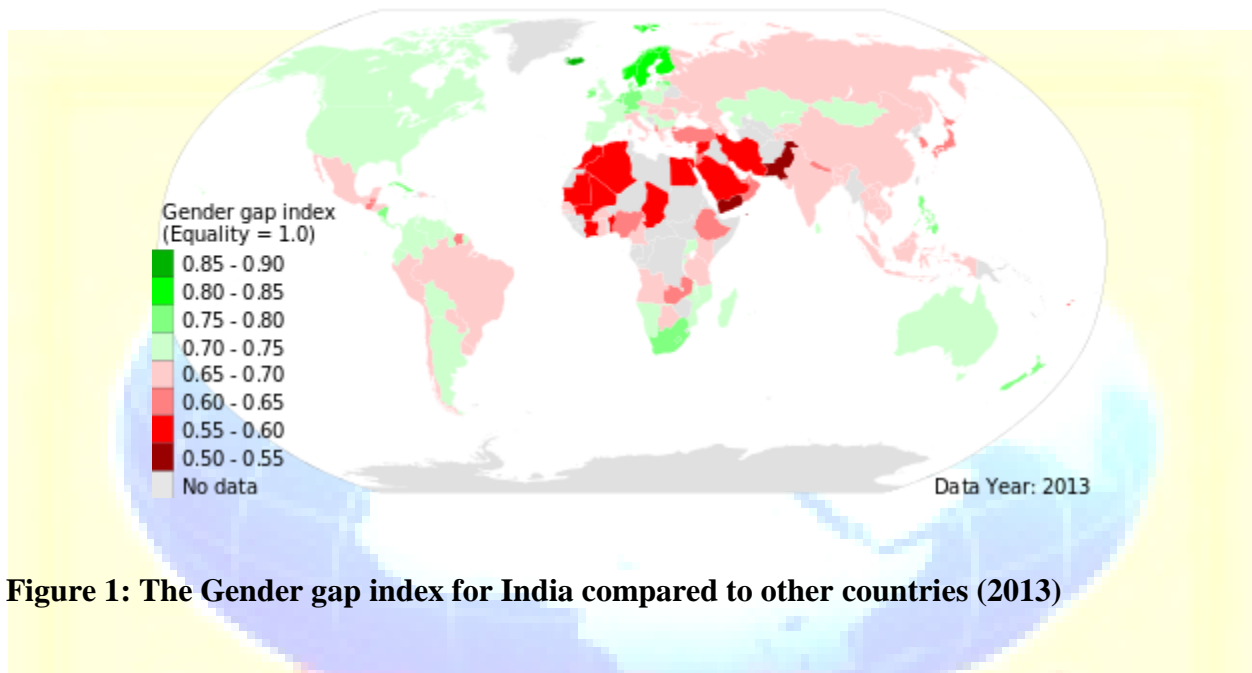 Gender gap index
(Equality = 1.0)
0.85 - 0.90
0.80 - 0.85
0.75 - 0.80
0.70 - 0.75
0.65 - 0.70
0.60 - 0.65
0.55 - 0.60
0.50 - 0.55
No data
Data Year: 2013
Figure 1: The Gender gap index for India compared to other countries (2013)